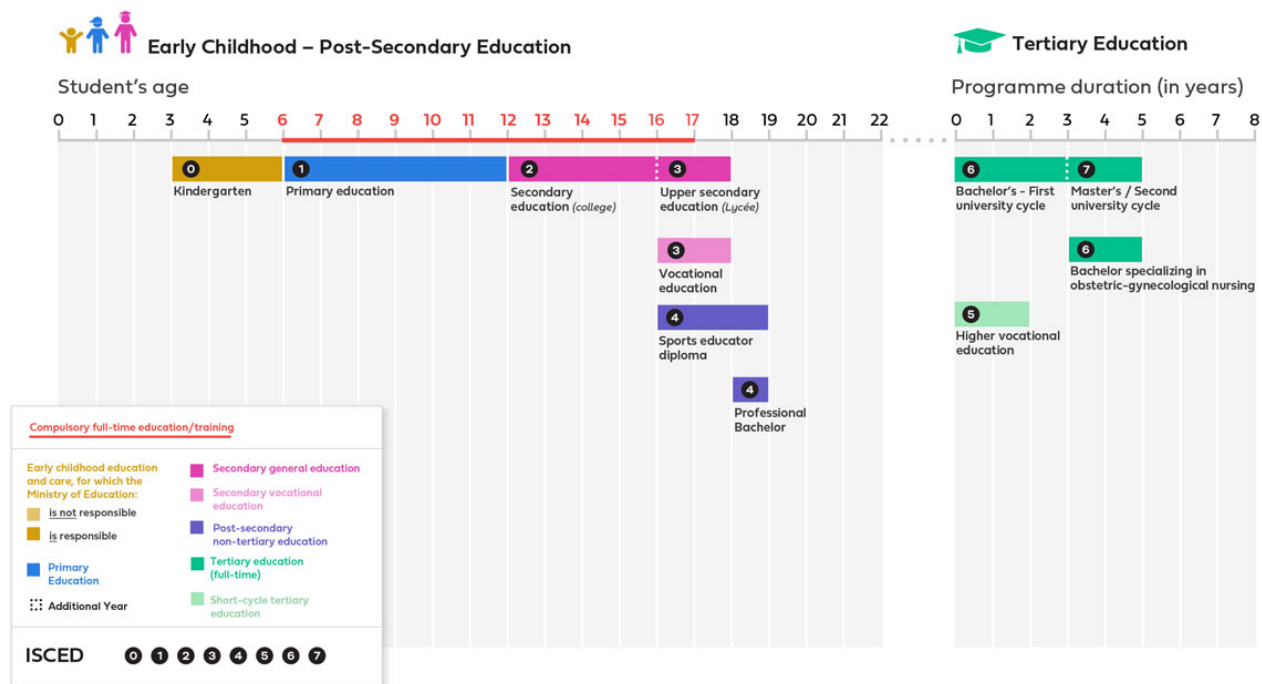 Early Childhood – Post-Secondary Education
Tertiary Education
Student's age
Programme duration (in years)
0 1 2 3 4 5 6 7 8 9 10 11 12 13 14 15 16 17 18 19 20 21 22
0 1 2 3 4 5 6 7 8
0
Kindergarten
1
Primary education
2
Secondary
education (college)
3
Upper secondary
education (Lycée)
6
Bachelor's - First
university cycle
7
Master's / Second
university cycle
3
Vocational
education
6
Bachelor specializing in
obstetric-gynecological nursing
4
Sports educator
diploma
5
Higher vocational
education
4
Professional
Bachelor
Compulsory full-time education/training
Early childhood education
and care, for which the
Ministry of Education:
is not responsible
is responsible
Primary
Education
Additional Year
Secondary general education
Secondary vocational
education
Post-secondary
non-tertiary education
Tertiary education
(full-time)
Short-cycle tertiary
education
ISCED 0 1 2 3 4 5 6 7